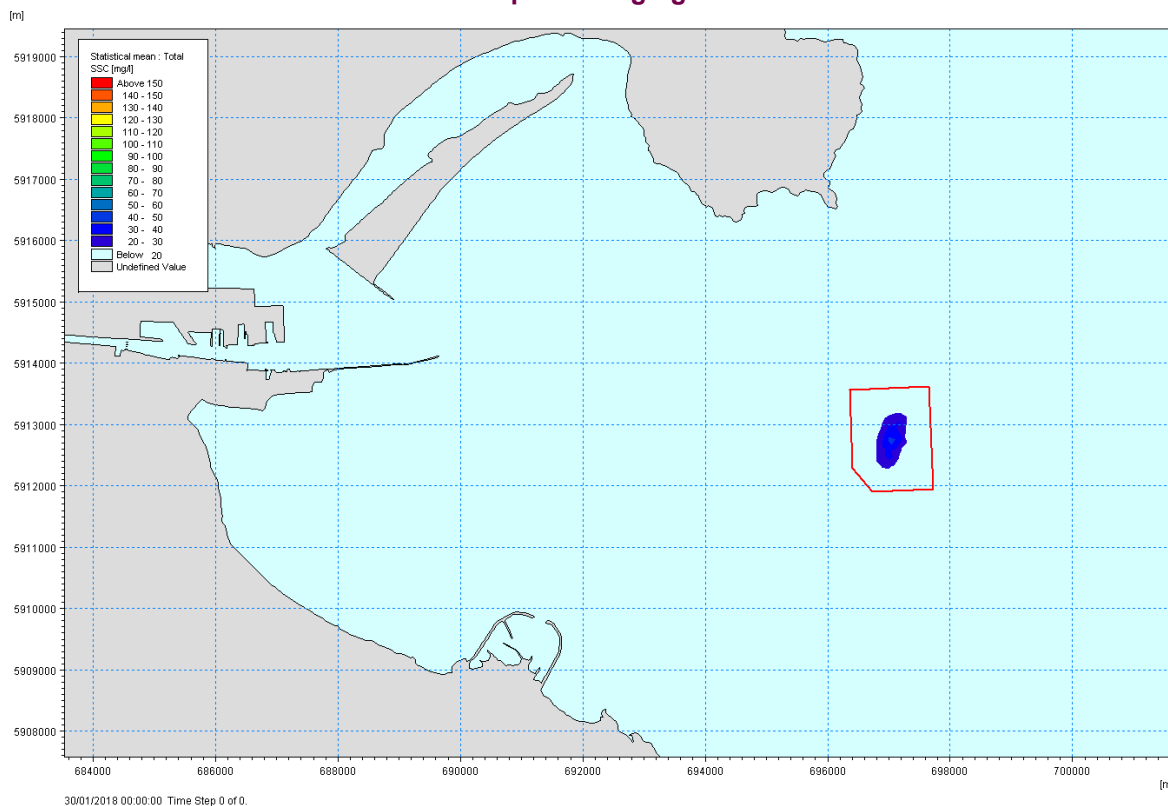 [m]
Statistical mean : Total
SSC [mg/l]
Above 150
140 - 150
130 - 140
120 - 130
110 - 120
100 - 110
90 - 100
80 - 90
70 - 80
60 - 70
50 - 60
40 - 50
30 - 40
20 - 30
Below 20
Undefined Value
5919000
5918000
5917000
5916000
5915000
5914000
5913000
5912000
5911000
5910000
5909000
5908000
684000 686000 688000 690000 692000 694000 696000 698000 700000
30/01/2018 00:00:00 Time Step 0 of 0.